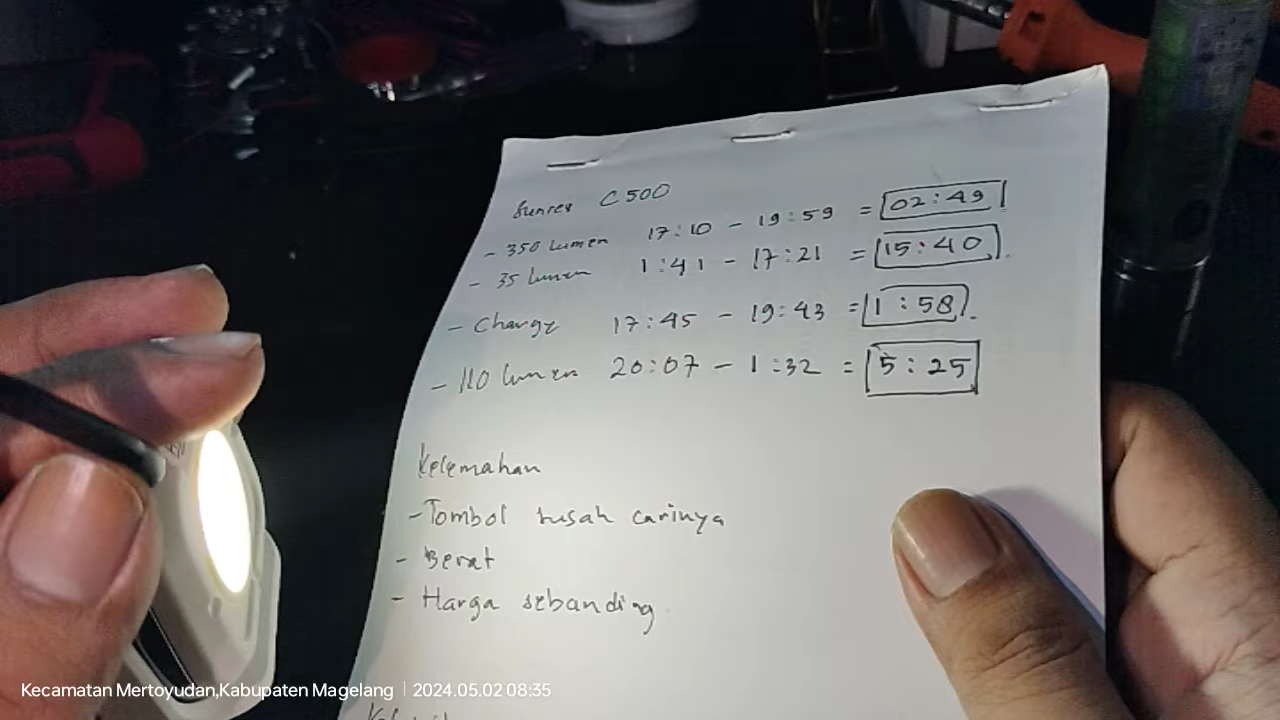 Sunrei C500
- 350 lumen 17:10 - 19:59 = 02:49
- 35 lumen 1:41 - 17:21 = 15:40
- Charge 17:45 - 19:43 = 1:58
- 110 lumen 20:07 - 1:32 = 5:25
Kelemahan
- Tombol susah carinya
- Berat
- Harga sebanding
Kecamatan Mertoyudan,Kabupaten Magelang | 2024.05.02 08:35